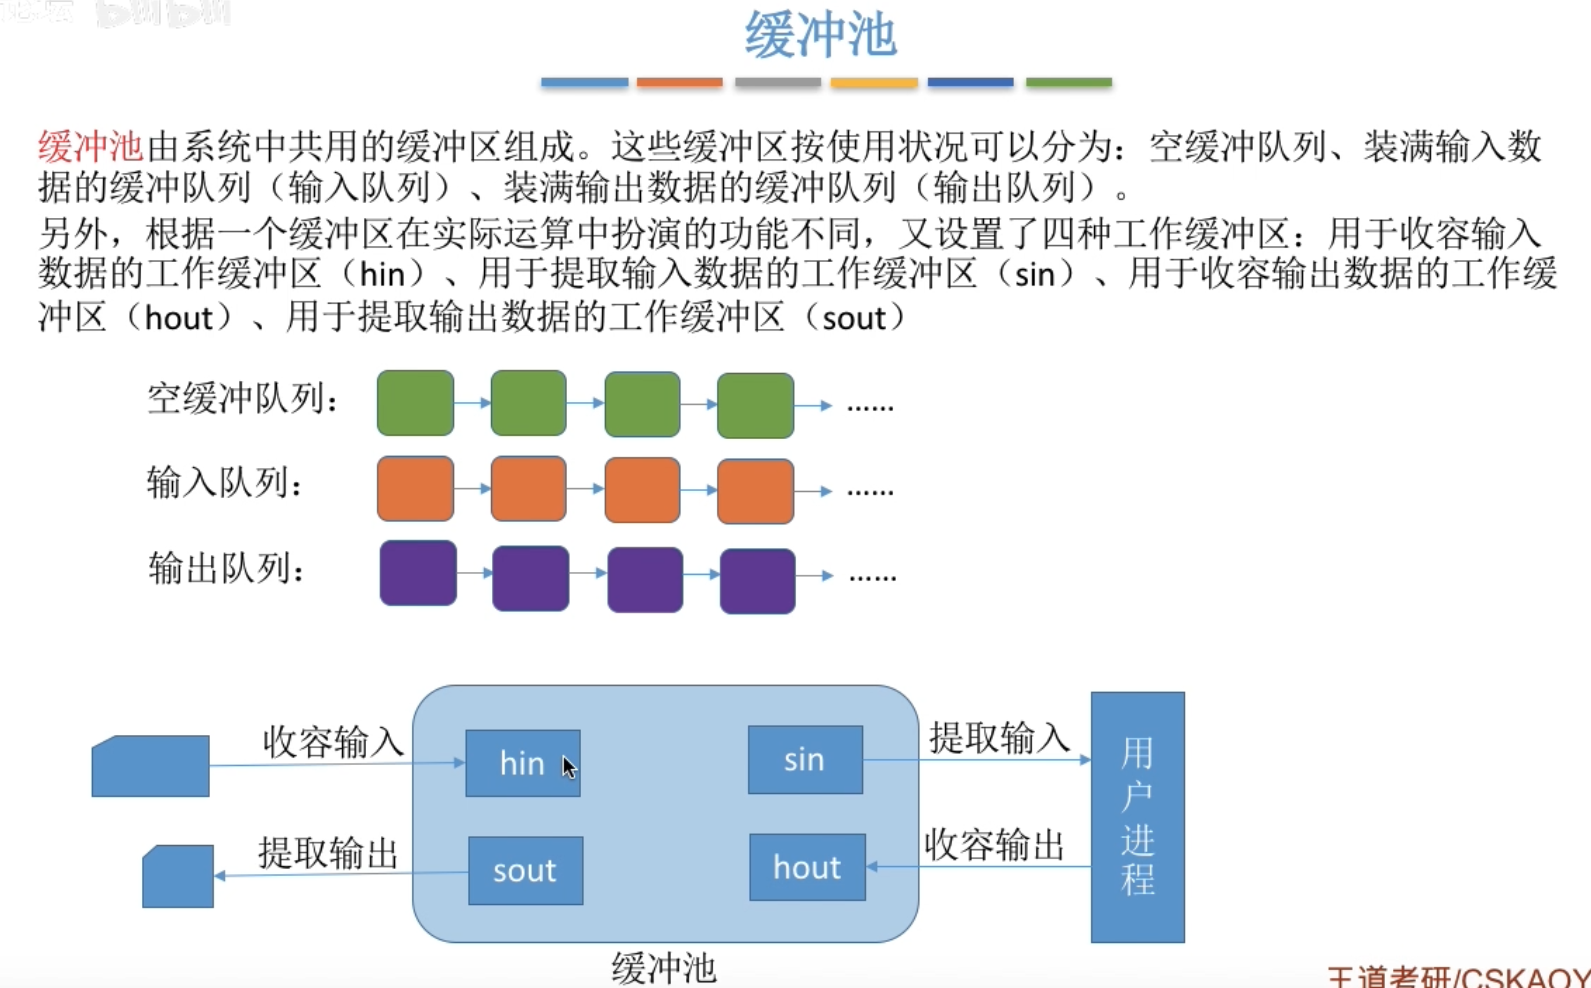 缓冲池
缓冲池由系统中共用的缓冲区组成。这些缓冲区按使用状况可以分为：空缓冲队列、装满输入数
据的缓冲队列（输入队列）、装满输出数据的缓冲队列（输出队列）。
另外，根据一个缓冲区在实际运算中扮演的功能不同，又设置了四种工作缓冲区：用于收容输入
数据的工作缓冲区（hin）、用于提取输入数据的工作缓冲区（sin）、用于收容输出数据的工作缓
冲区（hout）、用于提取输出数据的工作缓冲区（sout）
空缓冲队列：
......
输入队列：
......
输出队列：
......
收容输入
hin
sin
提取输入
提取输出
sout
hout
收容输出
用户进程
缓冲池
王道考研/CSKAOY